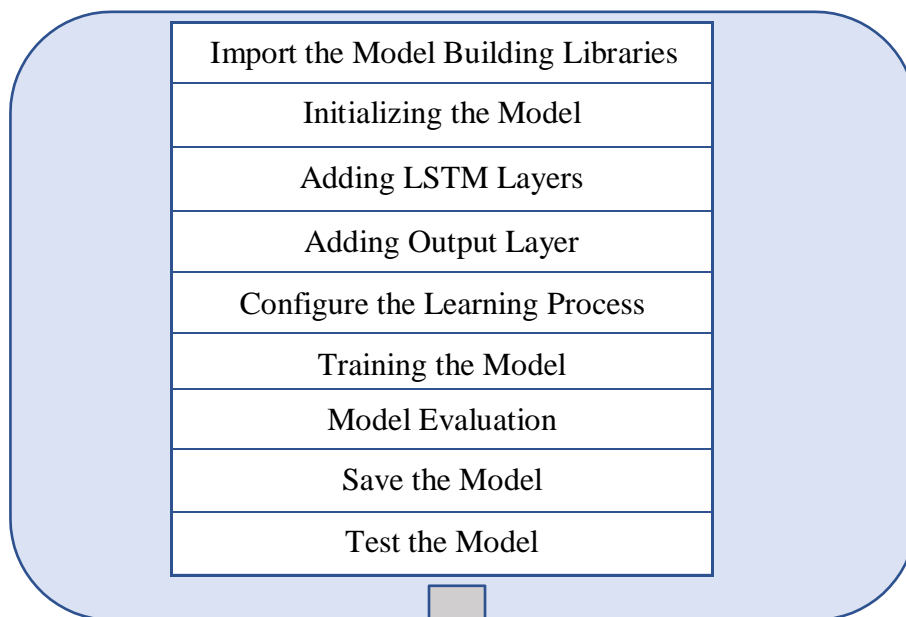 Import the Model Building Libraries
Initializing the Model
Adding LSTM Layers
Adding Output Layer
Configure the Learning Process
Training the Model
Model Evaluation
Save the Model
Test the Model